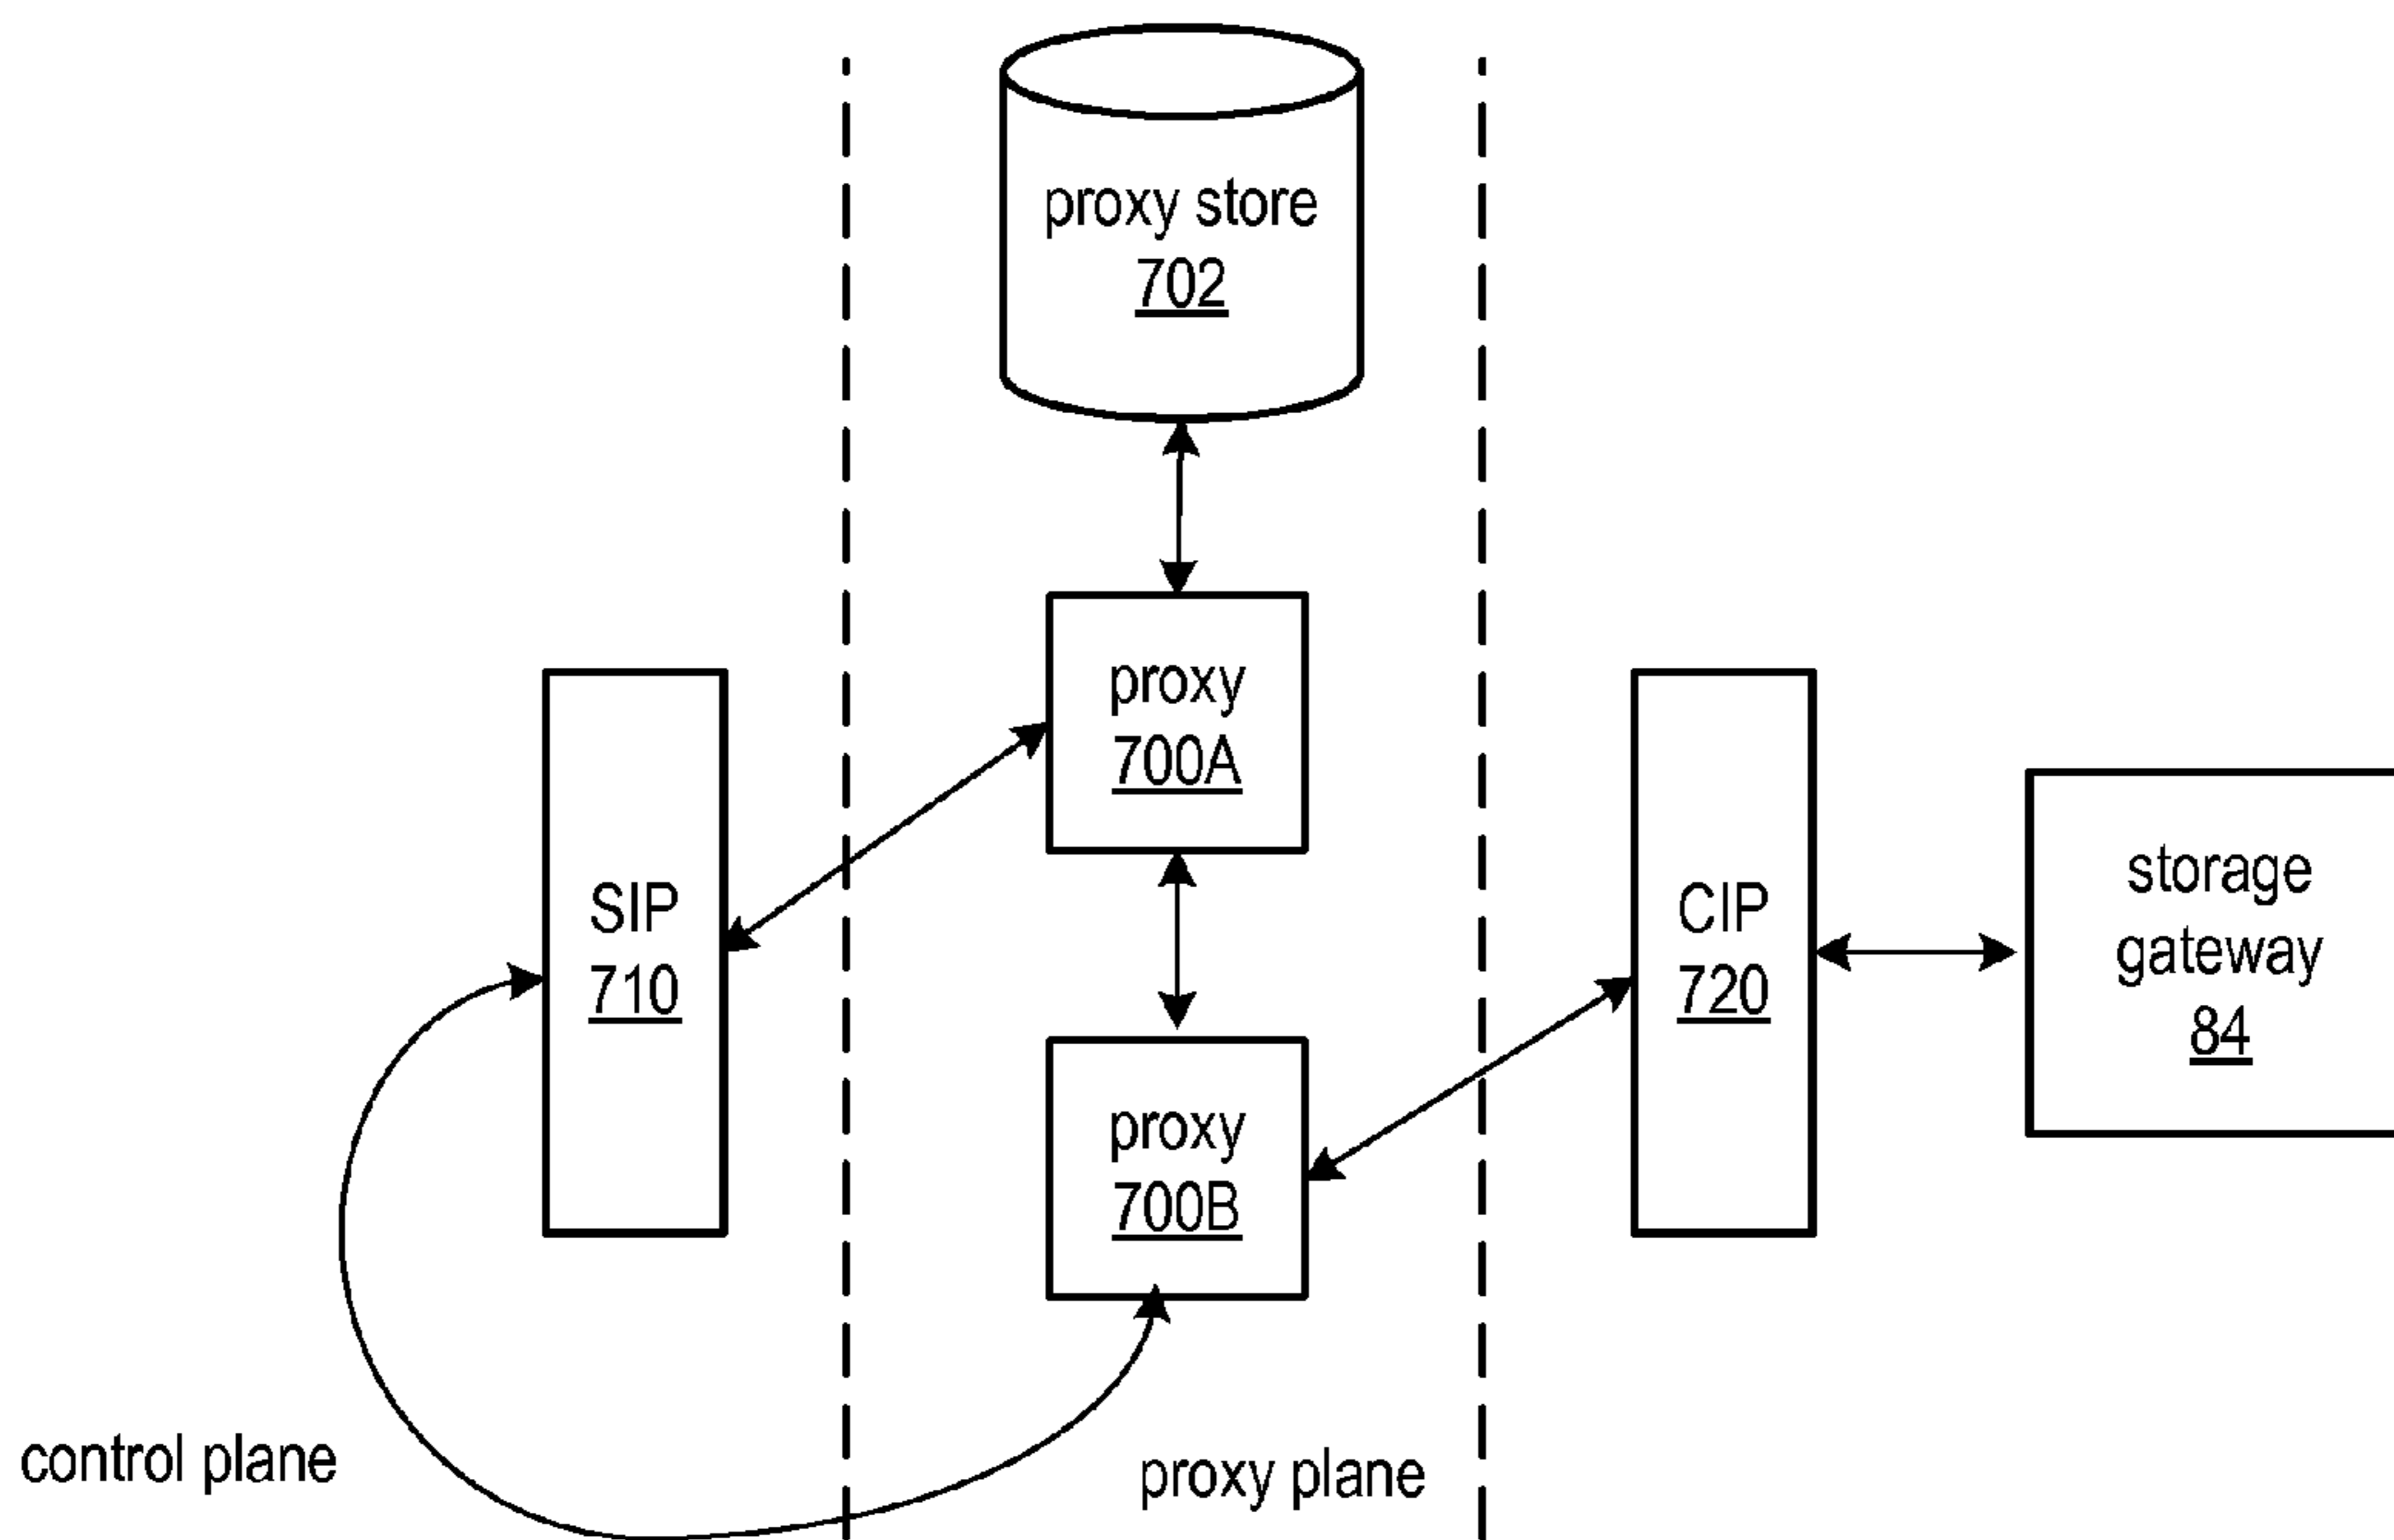 proxy store
702
proxy
700A
SIP
710
CIP
720
storage
gateway
84
proxy
700B
control plane
proxy plane